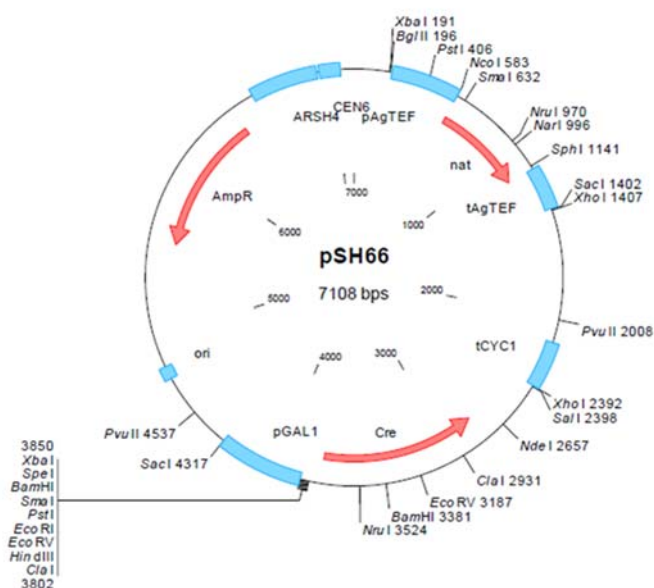 XbaI 191
BglII 196
PstI 406
NcoI 583
SmaI 632
CEN6
ARSH4
pAgTEF
NruI 970
NarI 996
SphI 1141
nat
SacI 1402
XhoI 1407
tAgTEF
AmpR
7000
1000
6000
pSH66
7108 bps
2000
5000
PvuII 2008
tCYC1
4000
3000
ori
XhoI 2392
SalI 2398
pGAL1
Cre
NdeI 2657
PvuII 4537
SacI 4317
ClaI 2931
EcoRV 3187
BamHI 3381
NruI 3524
3850
XbaI
SpeI
BamHI
SmaI
PstI
EcoRI
EcoRV
HindIII
ClaI
3802